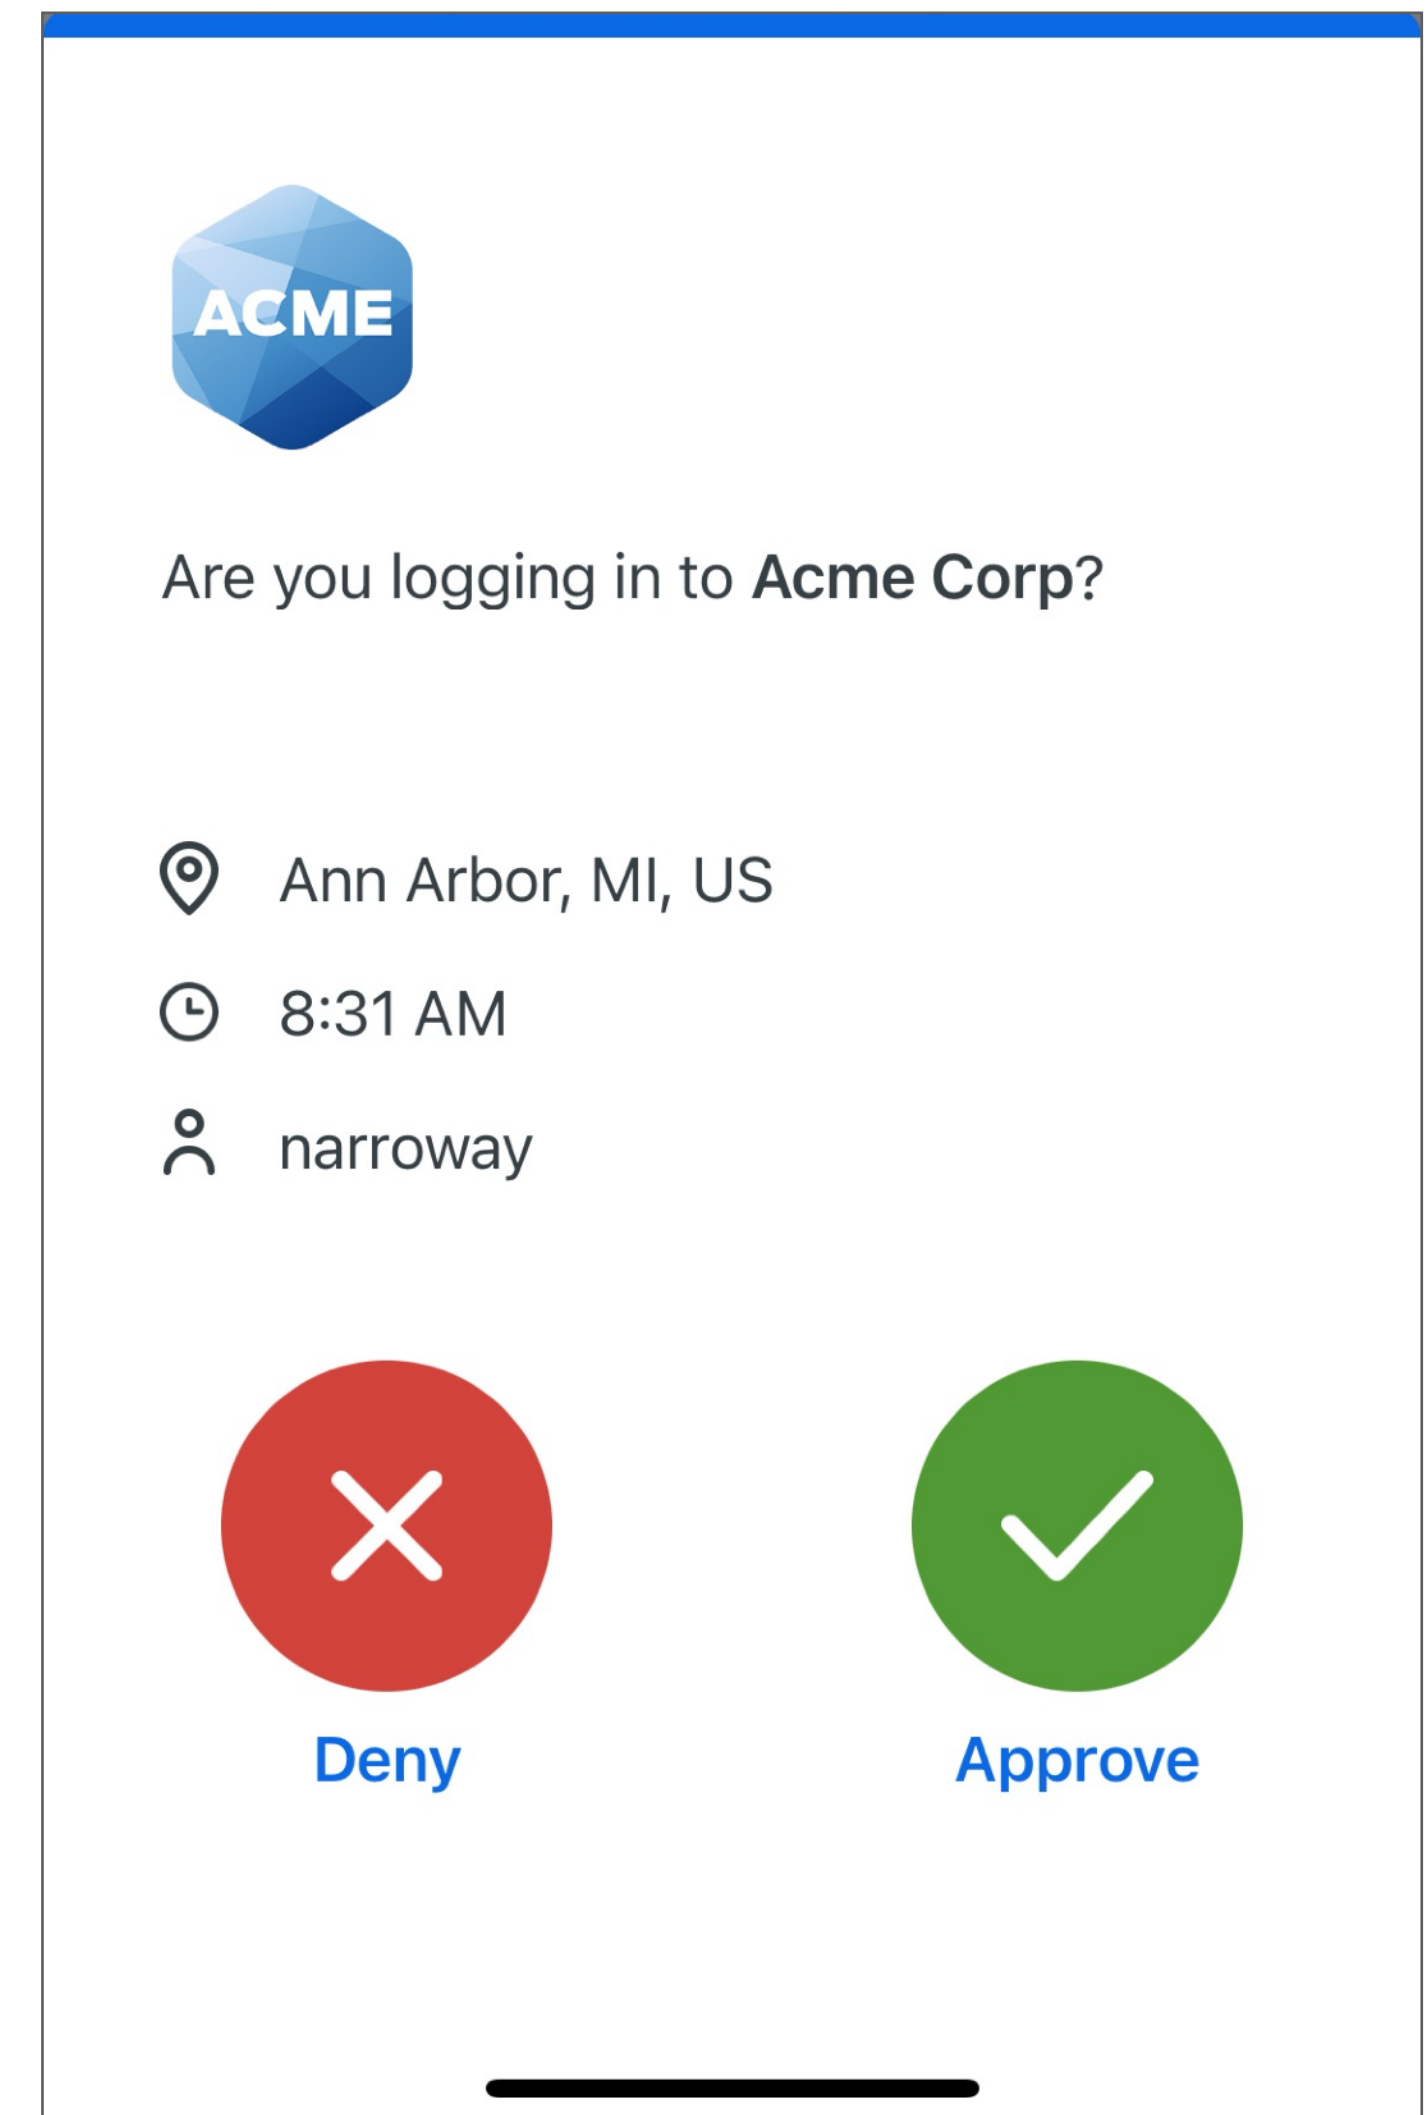 ACME
Are you logging in to Acme Corp?
Ann Arbor, MI, US
8:31 AM
narroway
Deny
Approve